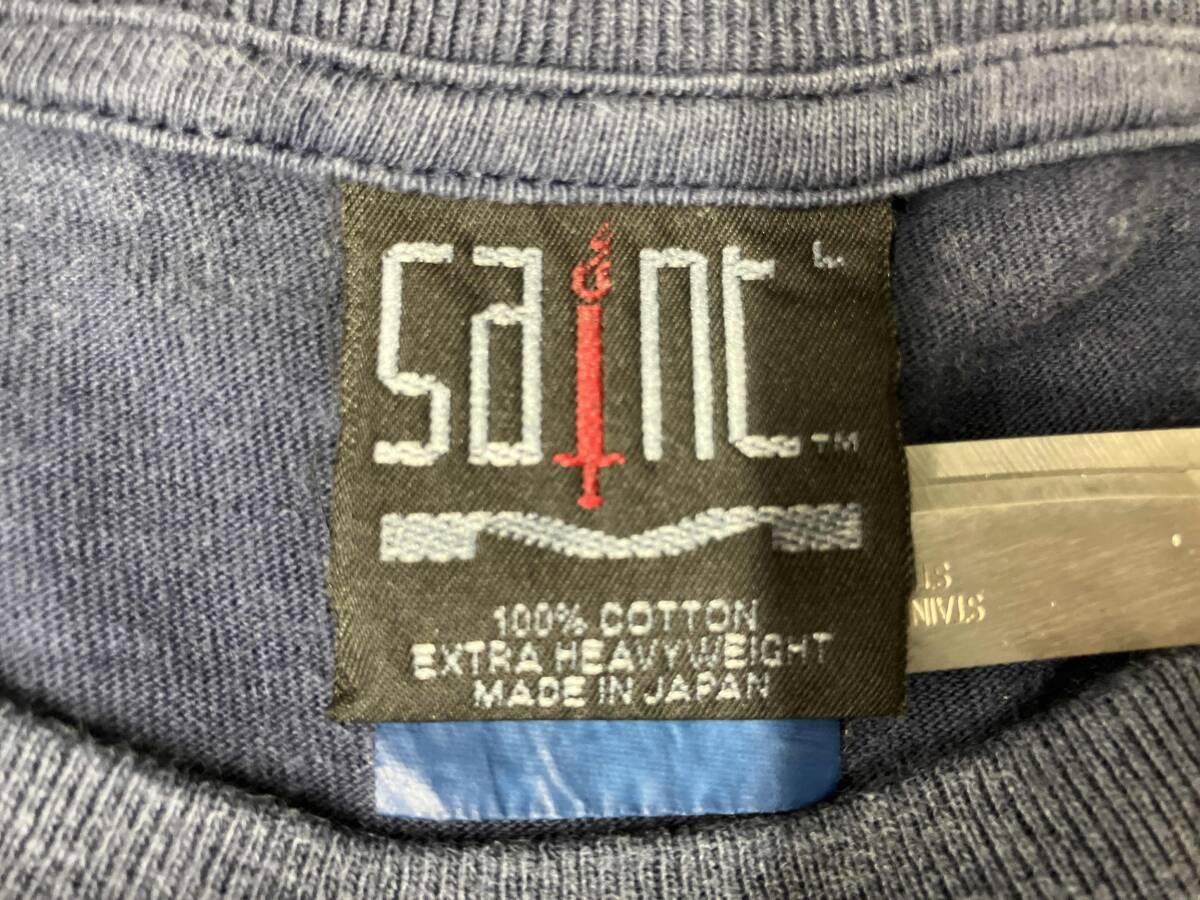 saint L
TM
100% COTTON
EXTRA HEAVYWEIGHT
MADE IN JAPAN